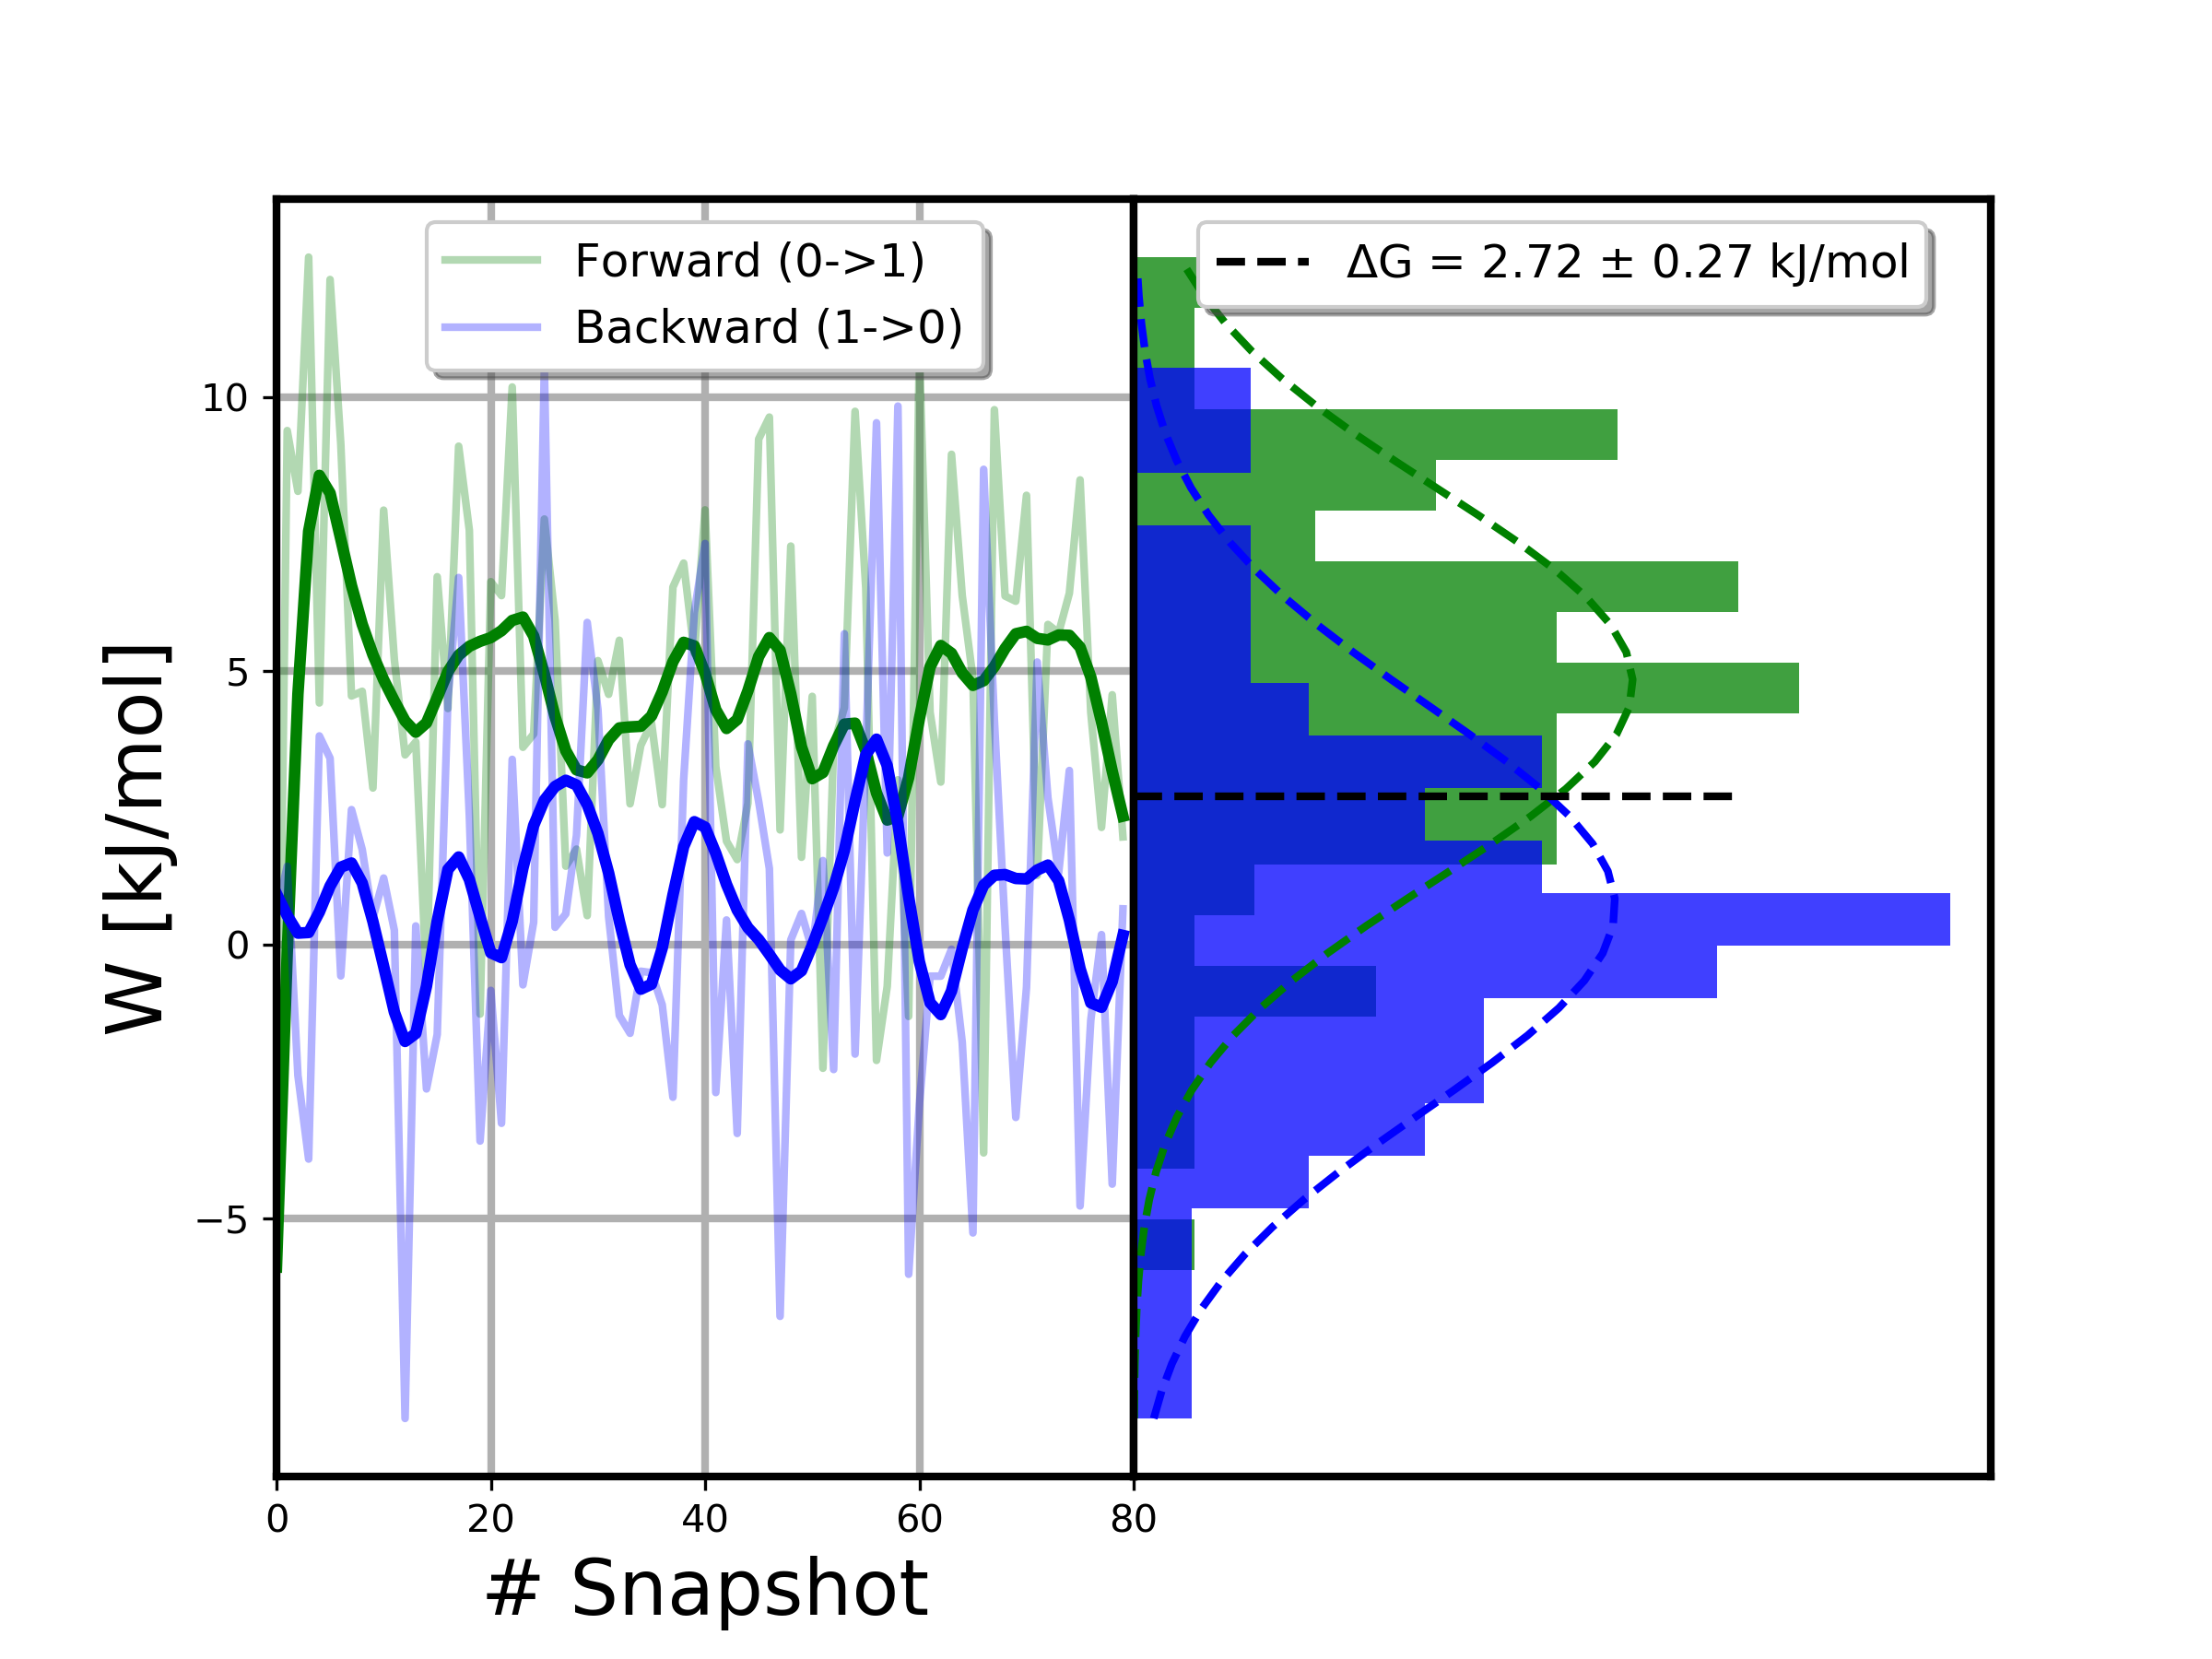 Forward (0->1)
Backward (1->0)
ΔG = 2.72 ± 0.27 kJ/mol
W [kJ/mol]
10
5
0
−5
0 20 40 60 80
# Snapshot